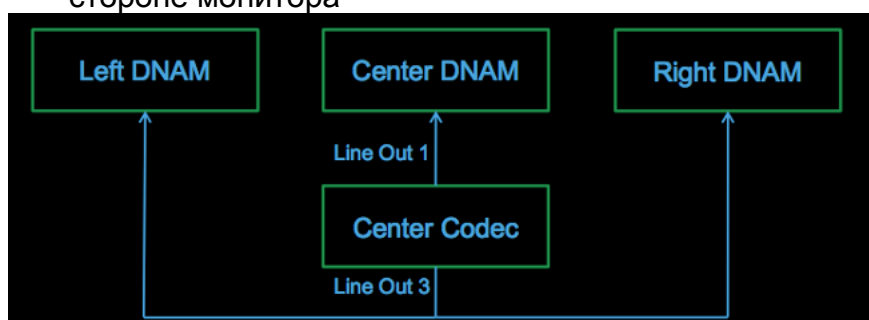 стороне монитора
Left DNAM
Center DNAM
Right DNAM
Line Out 1
Center Codec
Line Out 3